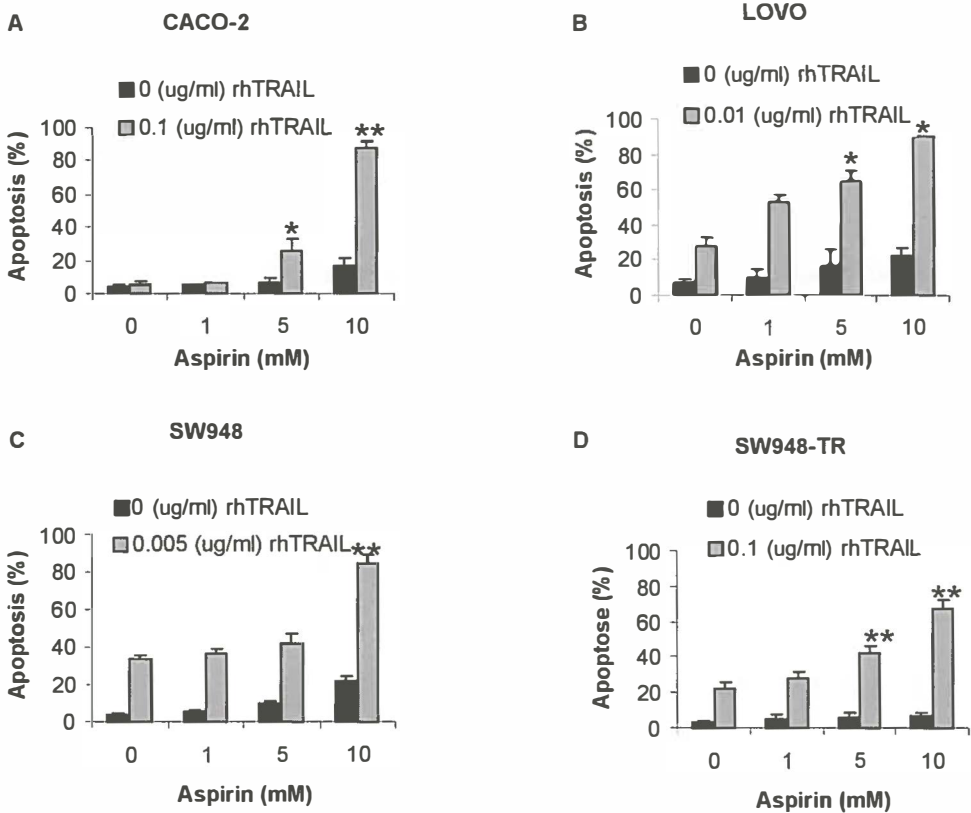 A
CACO-2
0 (ug/ml) rhTRAIL
0.1 (ug/ml) rhTRAIL
Apoptosis (%)
100
80
60
40
20
0
*
**
0 1 5 10
Aspirin (mM)
B
LOVO
0 (ug/ml) rhTRAIL
0.01 (ug/ml) rhTRAIL
Apoptosis (%)
100
80
60
40
20
0
*
*
0 1 5 10
Aspirin (mM)
C
SW948
0 (ug/ml) rhTRAIL
0.005 (ug/ml) rhTRAIL
Apoptosis (%)
100
80
60
40
20
0
**
0 1 5 10
Aspirin (mM)
D
SW948-TR
0 (ug/ml) rhTRAIL
0.1 (ug/ml) rhTRAIL
Apoptose (%)
100
80
60
40
20
0
**
**
0 1 5 10
Aspirin (mM)